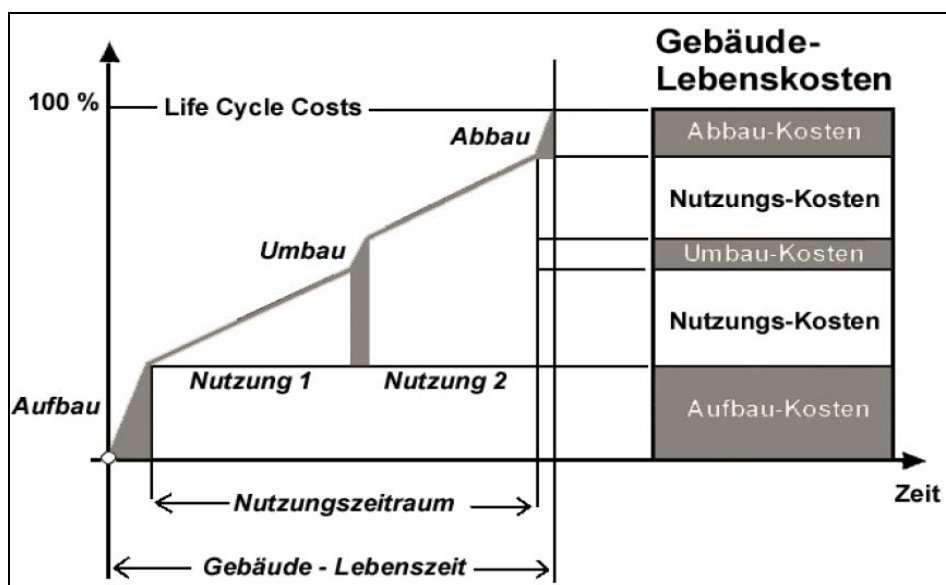 Gebäude-
Lebenskosten
100 %
Life Cycle Costs
Abbau
Abbau-Kosten
Nutzungs-Kosten
Umbau
Umbau-Kosten
Nutzungs-Kosten
Nutzung 1
Nutzung 2
Aufbau
Aufbau-Kosten
Zeit
Nutzungszeitraum
Gebäude - Lebenszeit